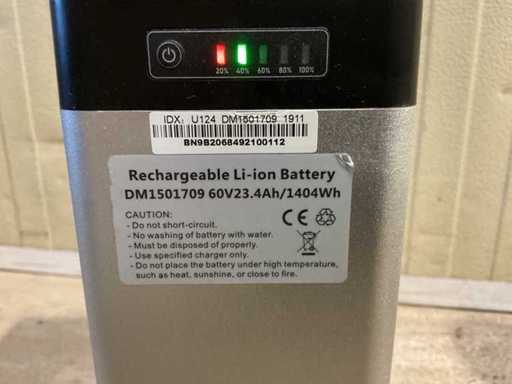 20% 40% 60% 80% 100%
IDX: U124 DM1501709 1911
BN9B2068492100112
Rechargeable Li-ion Battery
DM1501709 60V23.4Ah/1404Wh
CAUTION:
- Do not short-circuit.
- No washing of battery with water.
- Must be disposed of properly.
- Use specified charger only.
- Do not place the battery under high temperature,
such as heat, sunshine, or close to fire.
CE